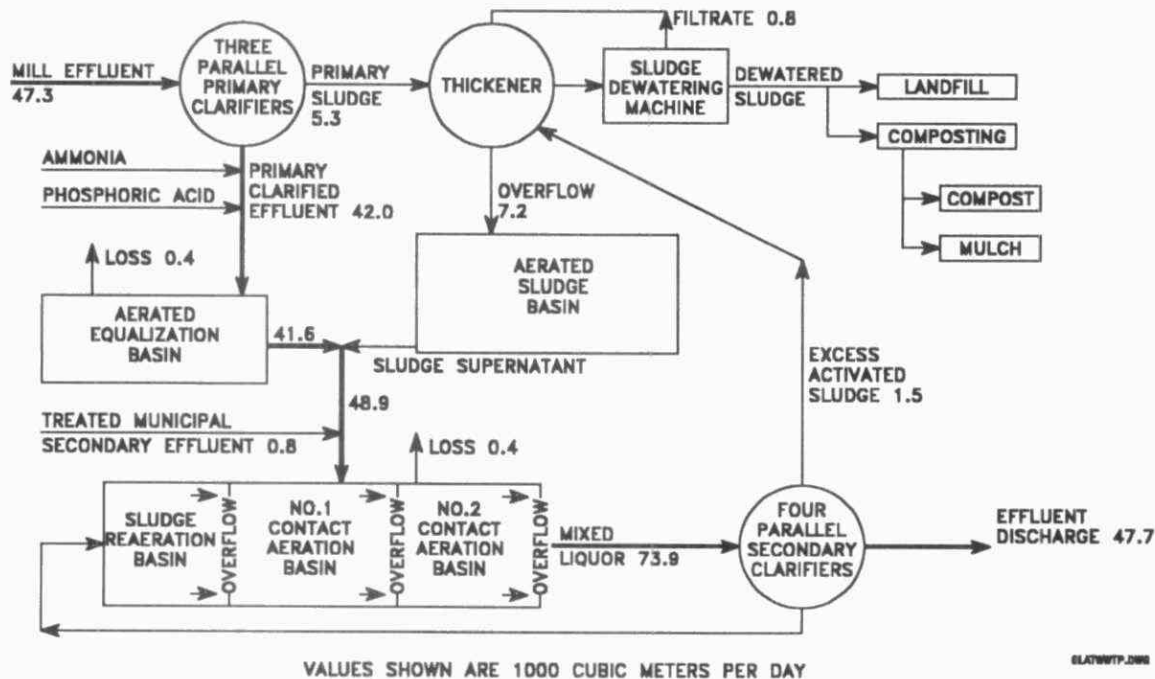 FILTRATE 0.8
MILL EFFLUENT
47.3
THREE
PARALLEL
PRIMARY
CLARIFIERS
PRIMARY
SLUDGE
5.3
THICKENER
SLUDGE
DEWATERING
MACHINE
DEWATERED
SLUDGE
LANDFILL
COMPOSTING
COMPOST
MULCH
AMMONIA
PHOSPHORIC ACID
PRIMARY
CLARIFIED
EFFLUENT 42.0
OVERFLOW
7.2
LOSS 0.4
AERATED
EQUALIZATION
BASIN
41.6
AERATED
SLUDGE
BASIN
SLUDGE SUPERNATANT
48.9
EXCESS
ACTIVATED
SLUDGE 1.5
TREATED MUNICIPAL
SECONDARY EFFLUENT 0.8
LOSS 0.4
SLUDGE
REAERATION
BASIN
OVERFLOW
NO.1
CONTACT
AERATION
BASIN
OVERFLOW
NO.2
CONTACT
AERATION
BASIN
OVERFLOW
MIXED
LIQUOR 73.9
FOUR
PARALLEL
SECONDARY
CLARIFIERS
EFFLUENT
DISCHARGE 47.7
VALUES SHOWN ARE 1000 CUBIC METERS PER DAY